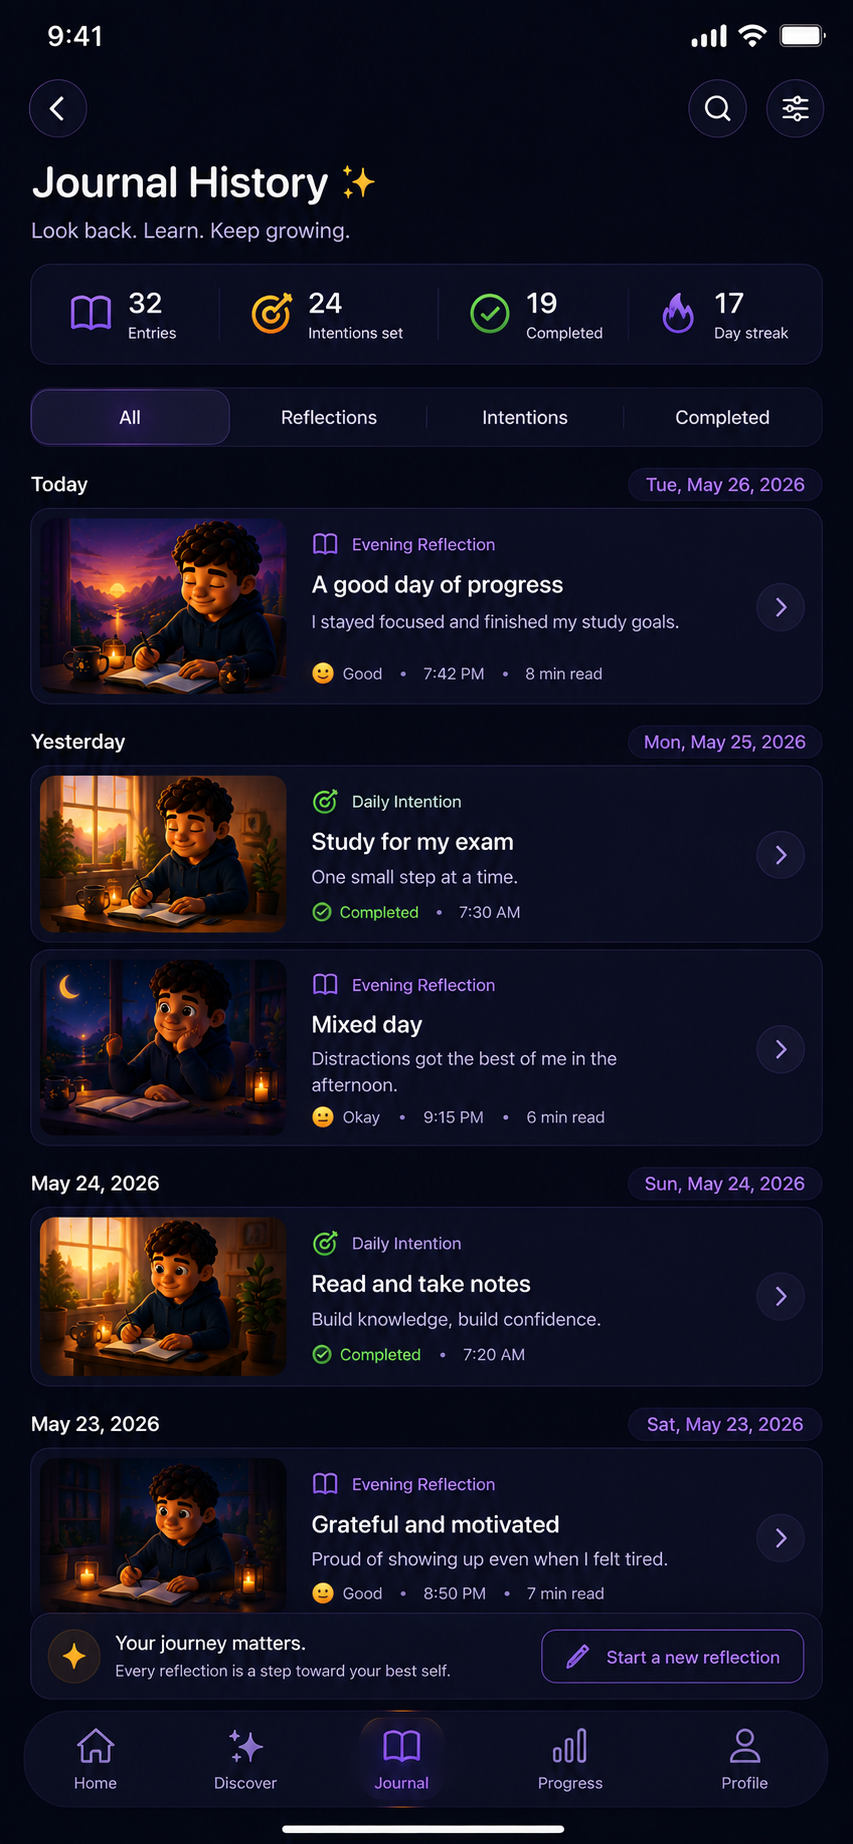 9:41
Journal History
Look back. Learn. Keep growing.
32
Entries
24
Intentions set
19
Completed
17
Day streak
All
Reflections
Intentions
Completed
Today
Tue, May 26, 2026
Evening Reflection
A good day of progress
I stayed focused and finished my study goals.
Good • 7:42 PM • 8 min read
Yesterday
Mon, May 25, 2026
Daily Intention
Study for my exam
One small step at a time.
Completed • 7:30 AM
Evening Reflection
Mixed day
Distractions got the best of me in the
afternoon.
Okay • 9:15 PM • 6 min read
May 24, 2026
Sun, May 24, 2026
Daily Intention
Read and take notes
Build knowledge, build confidence.
Completed • 7:20 AM
May 23, 2026
Sat, May 23, 2026
Evening Reflection
Grateful and motivated
Proud of showing up even when I felt tired.
Good • 8:50 PM • 7 min read
Your journey matters.
Every reflection is a step toward your best self.
Start a new reflection
Home
Discover
Journal
Progress
Profile